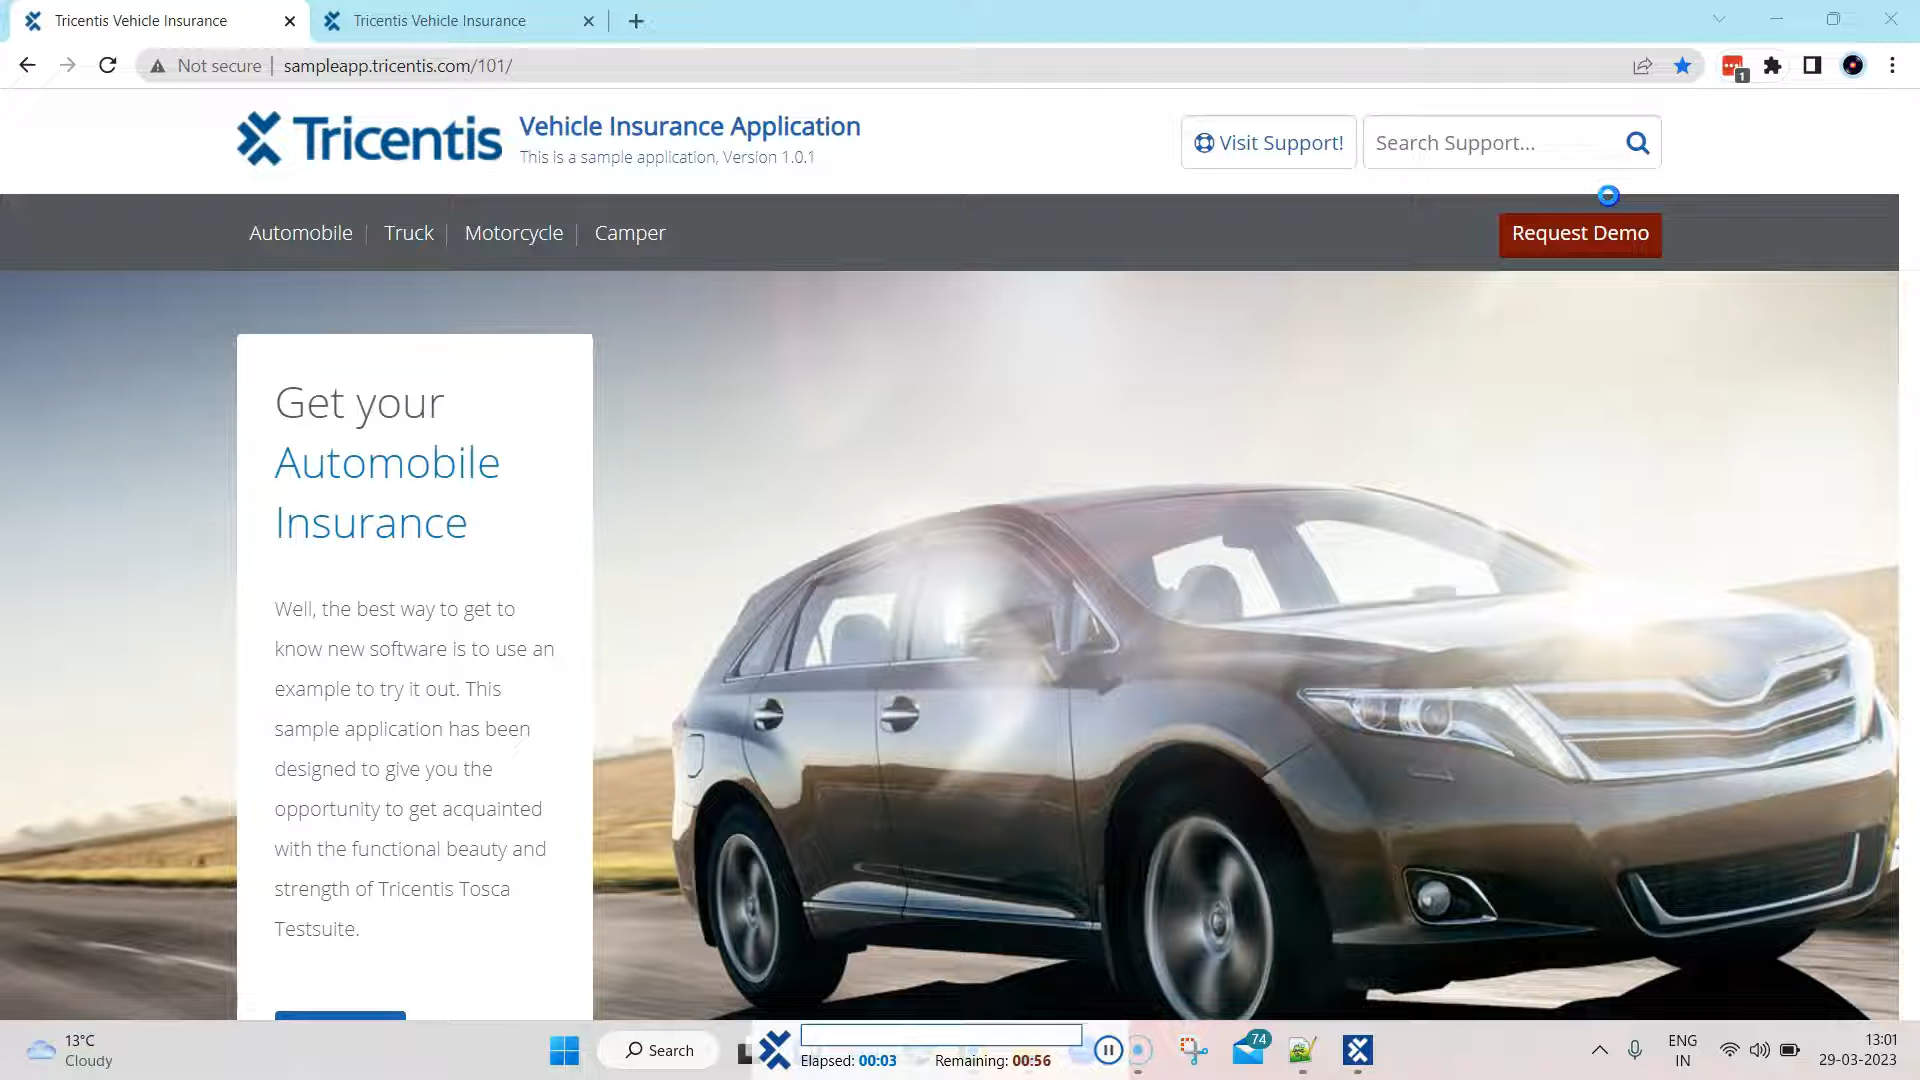 Tricentis Vehicle Insurance
Tricentis Vehicle Insurance
Not secure | sampleapp.tricentis.com/101/
1
Tricentis
Vehicle Insurance Application
This is a sample application, Version 1.0.1
Visit Support!
Search Support...
Automobile
Truck
Motorcycle
Camper
Request Demo
Get your
Automobile
Insurance
Well, the best way to get to
know new software is to use an
example to try it out. This
sample application has been
designed to give you the
opportunity to get acquainted
with the functional beauty and
strength of Tricentis Tosca
Testsuite.
13°C
Cloudy
Search
Elapsed: 00:03
Remaining: 00:56
74
ENG
IN
13:01
29-03-2023